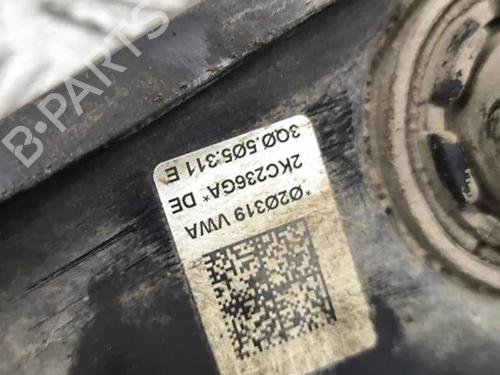 B-PARTS
3Q0.505.311 E
2KC236GA* DE
*020319 VWA